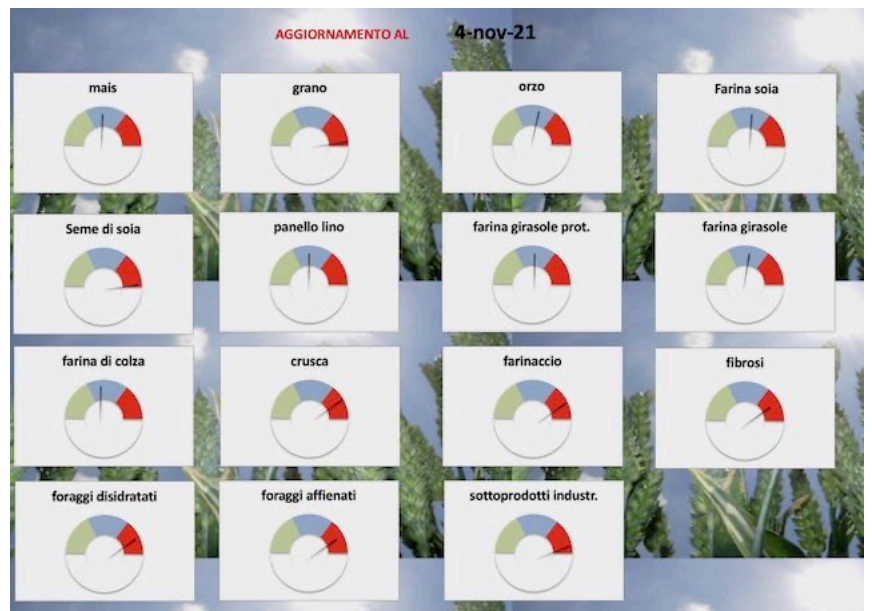 AGGIORNAMENTO AL 4-nov-21
mais grano orzo Farina soia
Seme di soia panello lino farina girasole prot. farina girasole
farina di colza crusca farinaccio fibrosi
foraggi disidratati foraggi affienati sottoprodotti industr.